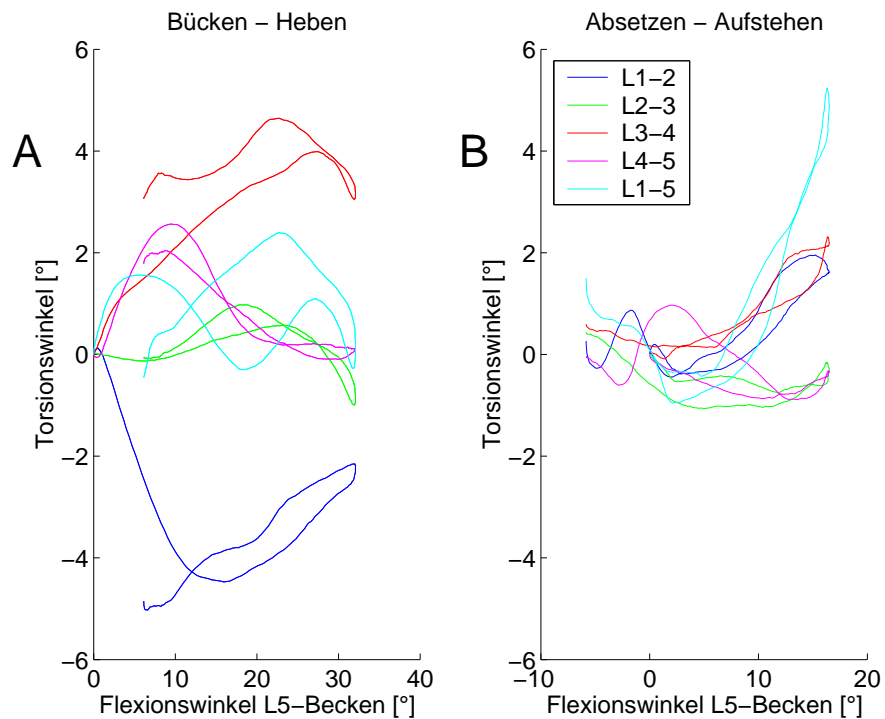 Bücken − Heben
A
Torsionswinkel [°]
6
4
2
0
−2
−4
−6
0 10 20 30 40
Flexionswinkel L5−Becken [°]
Absetzen − Aufstehen
B
L1−2
L2−3
L3−4
L4−5
L1−5
Torsionswinkel [°]
6
4
2
0
−2
−4
−6
−10 0 10 20
Flexionswinkel L5−Becken [°]